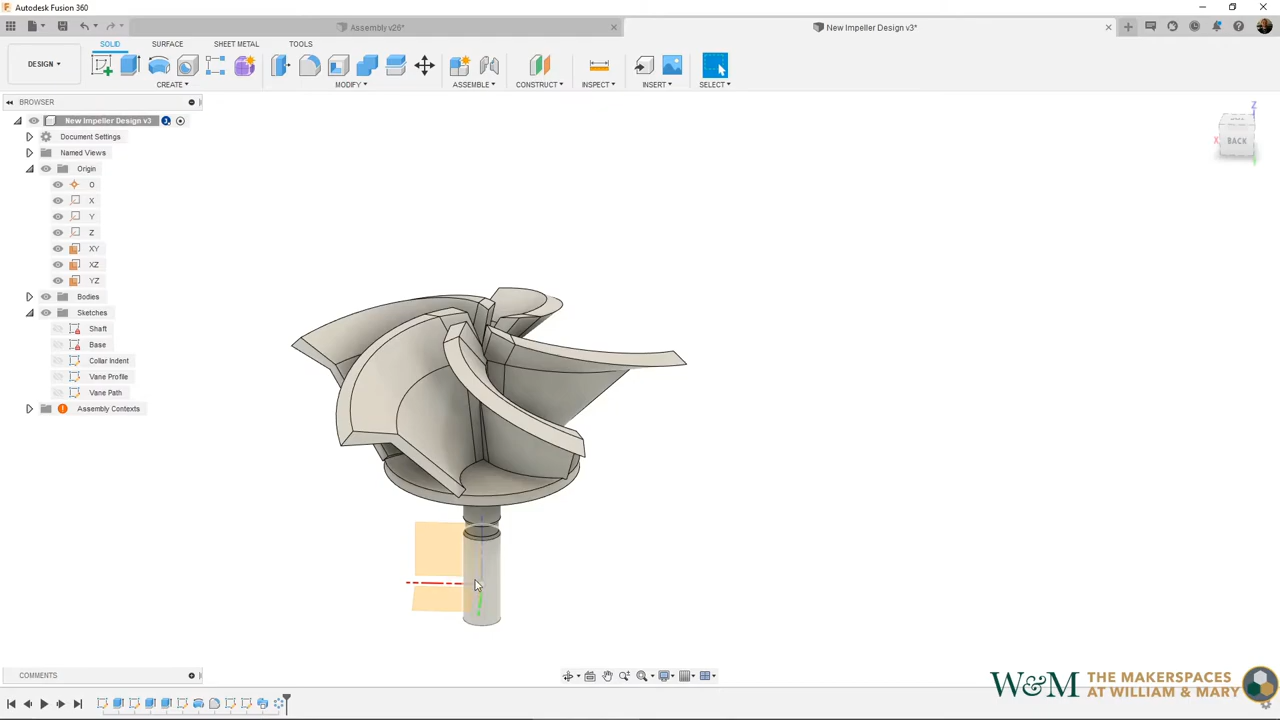 Autodesk Fusion 360
Assembly v26*
New Impeller Design v3*
SOLID
SURFACE
SHEET METAL
TOOLS
DESIGN
CREATE
MODIFY
ASSEMBLE
CONSTRUCT
INSPECT
INSERT
SELECT
BROWSER
New Impeller Design v3
Document Settings
Named Views
Origin
O
X
Y
Z
XY
XZ
YZ
Bodies
Sketches
Shaft
Base
Collar Indent
Vane Profile
Vane Path
Assembly Contexts
Z
X
BACK
COMMENTS
W&M THE MAKERSPACES
AT WILLIAM & MARY